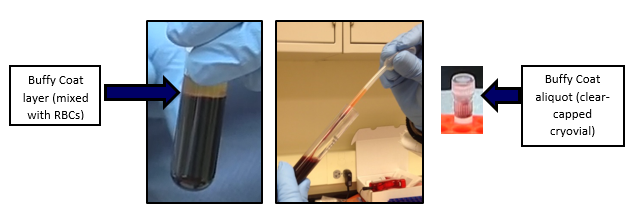 Buffy Coat
layer (mixed
with RBCs)
Buffy Coat
aliquot (clear-
capped
cryovial)